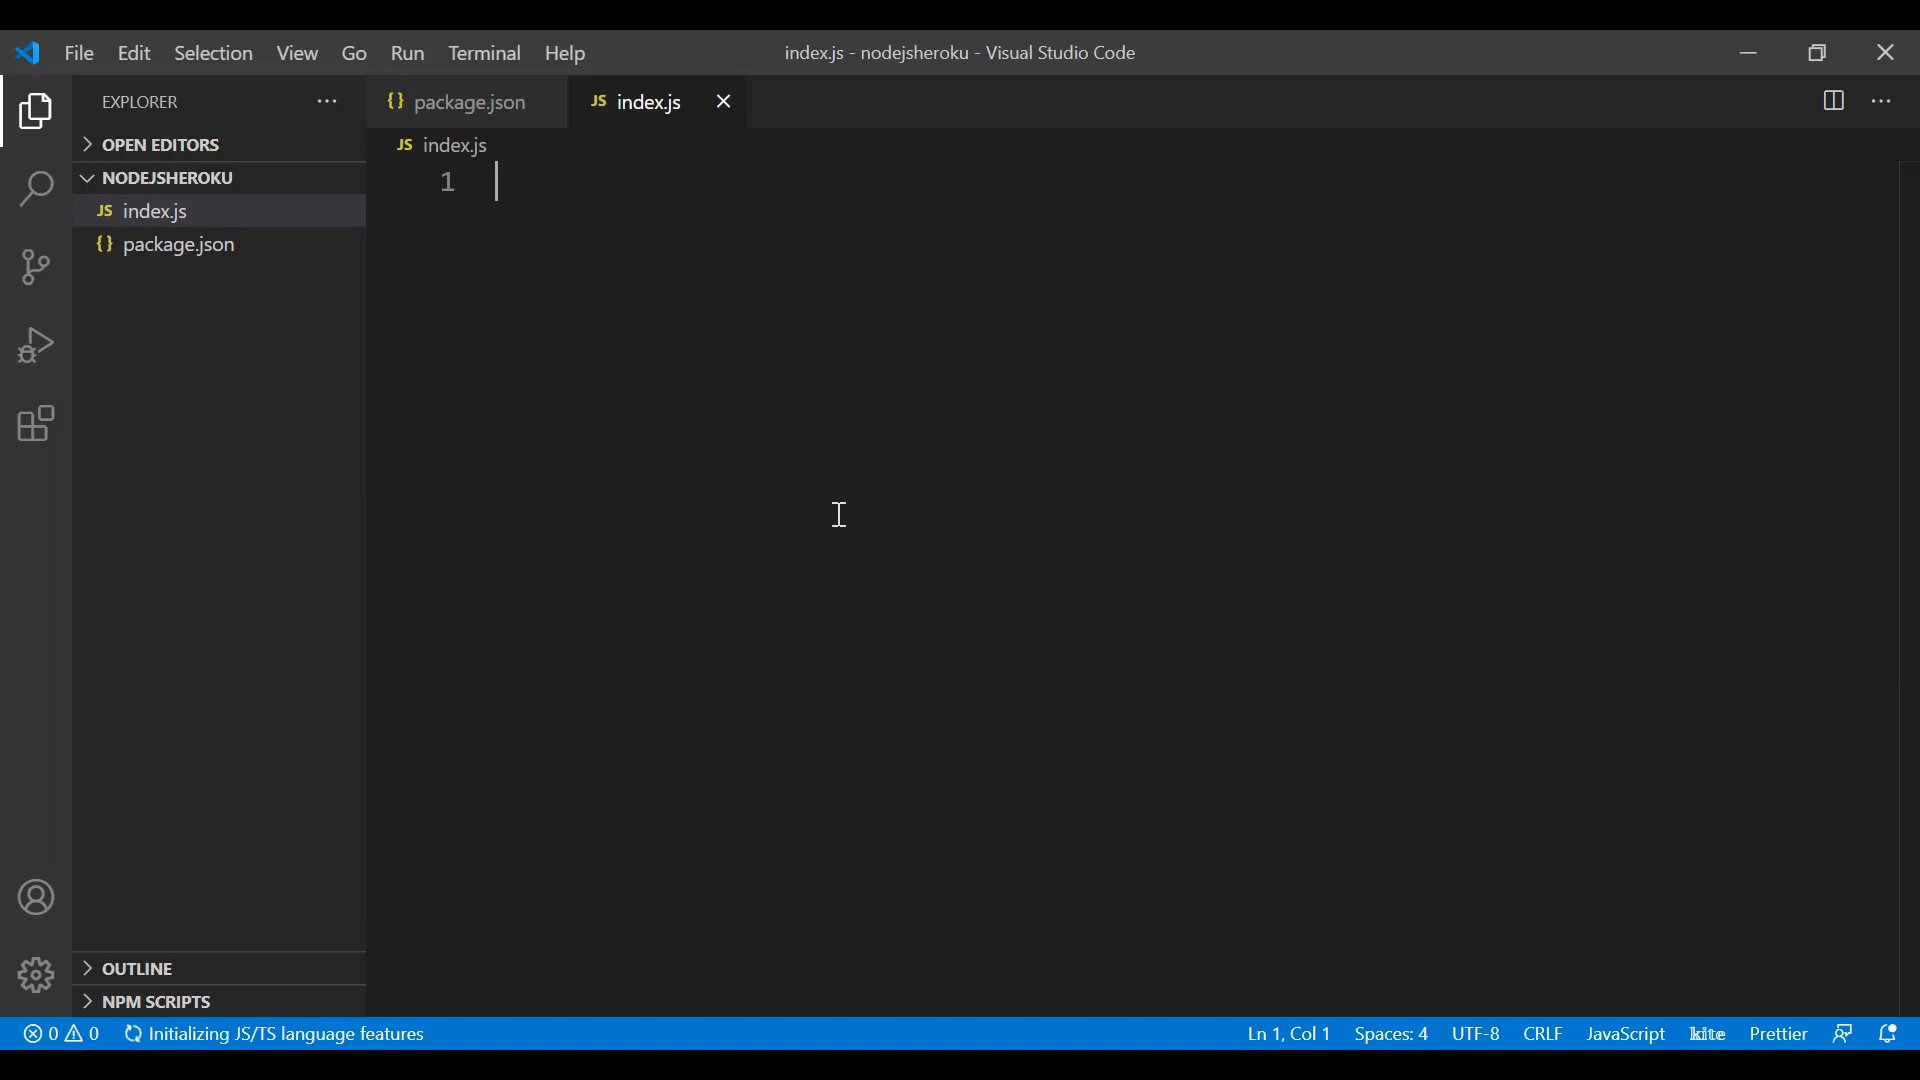 File Edit Selection View Go Run Terminal Help index.js - nodejsheroku - Visual Studio Code
EXPLORER
OPEN EDITORS
NODEJSHEROKU
JS index.js
{} package.json
OUTLINE
NPM SCRIPTS
{} package.json JS index.js
JS index.js
1
0 0 Initializing JS/TS language features Ln 1, Col 1 Spaces: 4 UTF-8 CRLF JavaScript kite Prettier